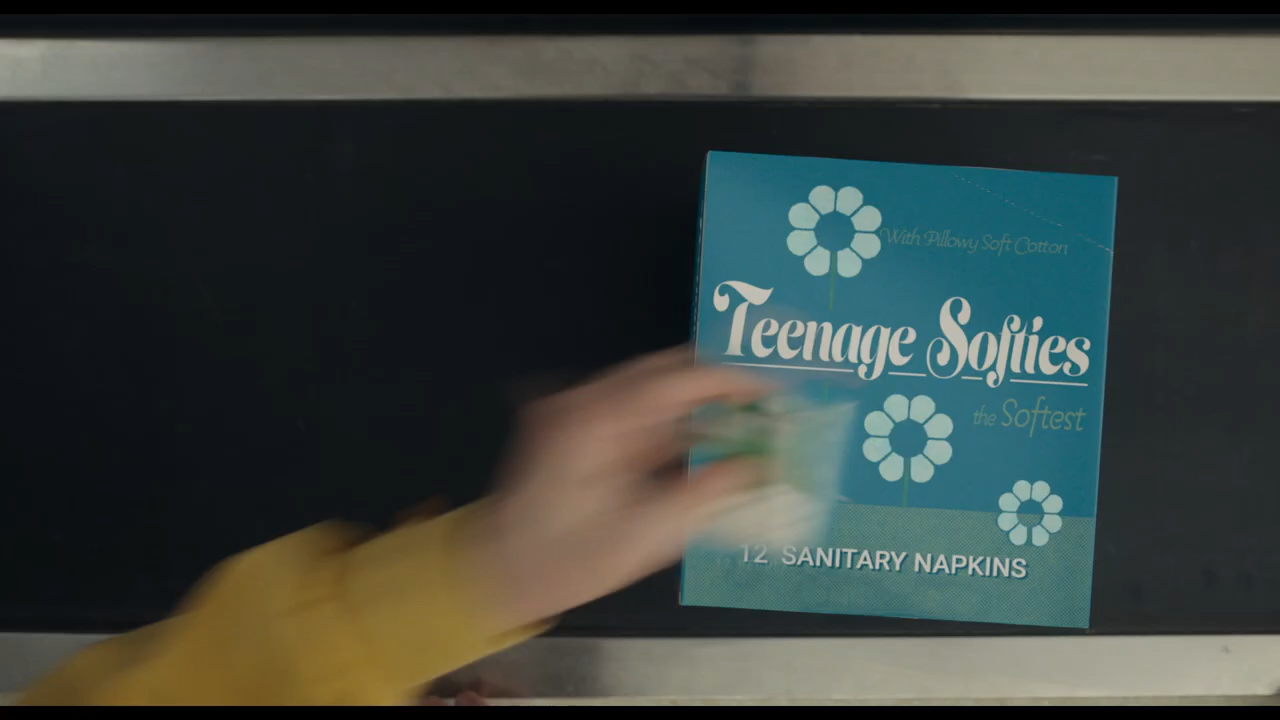 With Pillowy Soft Cotton
Teenage Softies
the Softest
12 SANITARY NAPKINS